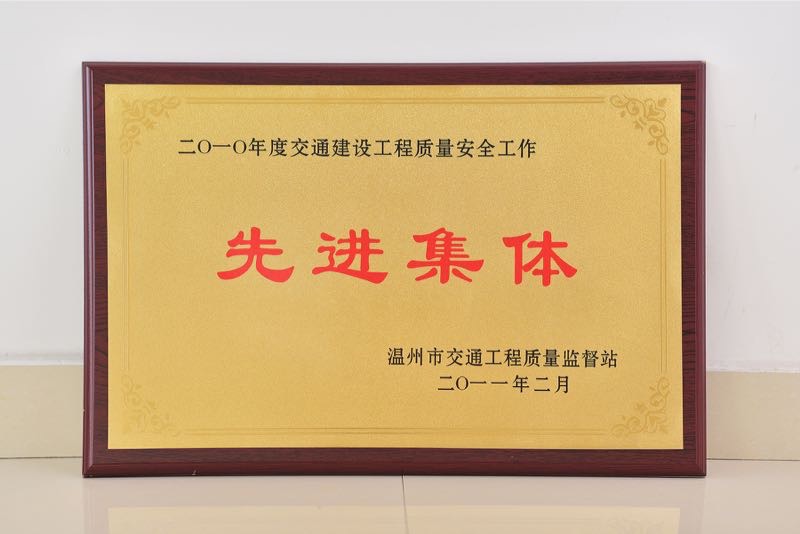 二〇一〇年度交通建设工程质量安全工作
先进集体
温州市交通工程质量监督站
二〇一一年二月